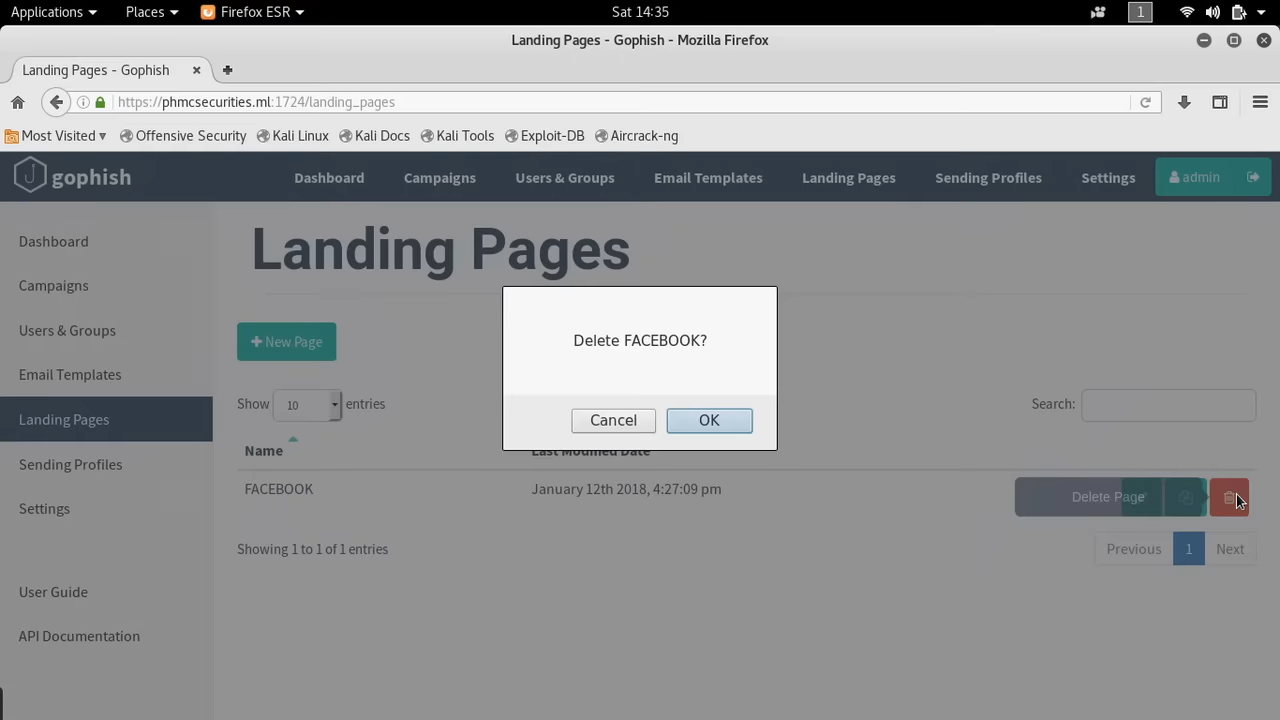 Applications Places Firefox ESR Sat 14:35 1
Landing Pages - Gophish - Mozilla Firefox
Landing Pages - Gophish
https://phmcsecurities.ml:1724/landing_pages
Most Visited Offensive Security Kali Linux Kali Docs Kali Tools Exploit-DB Aircrack-ng
gophish Dashboard Campaigns Users & Groups Email Templates Landing Pages Sending Profiles Settings admin
Dashboard
Campaigns
Users & Groups
Email Templates
Landing Pages
Sending Profiles
Settings
User Guide
API Documentation
Landing Pages
New Page
Show 10 entries Search:
Name Last Modified Date
FACEBOOK January 12th 2018, 4:27:09 pm Delete Page
Showing 1 to 1 of 1 entries Previous 1 Next
Delete FACEBOOK?
Cancel OK